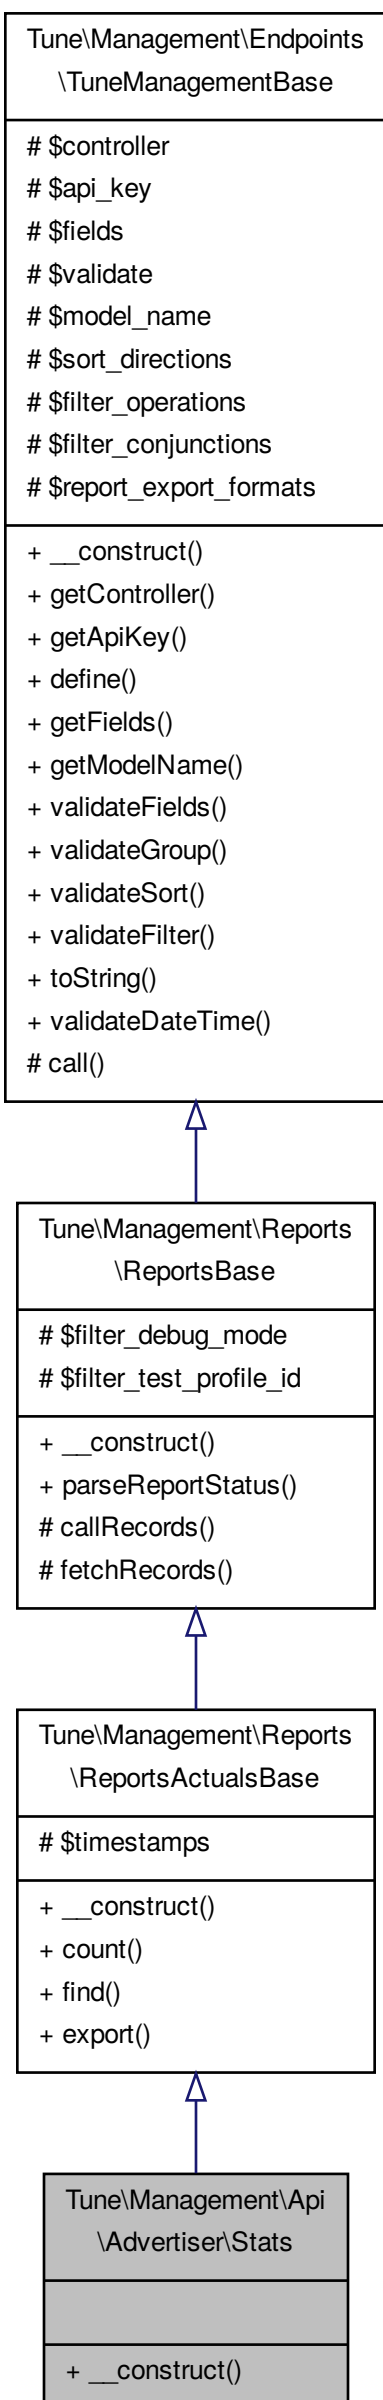 Tune\Management\Endpoints
\TuneManagementBase
# $controller
# $api_key
# $fields
# $validate
# $model_name
# $sort_directions
# $filter_operations
# $filter_conjunctions
# $report_export_formats
+ __construct()
+ getController()
+ getApiKey()
+ define()
+ getFields()
+ getModelName()
+ validateFields()
+ validateGroup()
+ validateSort()
+ validateFilter()
+ toString()
+ validateDateTime()
# call()
Tune\Management\Reports
\ReportsBase
# $filter_debug_mode
# $filter_test_profile_id
+ __construct()
+ parseReportStatus()
# callRecords()
# fetchRecords()
Tune\Management\Reports
\ReportsActualsBase
# $timestamps
+ __construct()
+ count()
+ find()
+ export()
Tune\Management\Api
\Advertiser\Stats
+ __construct()